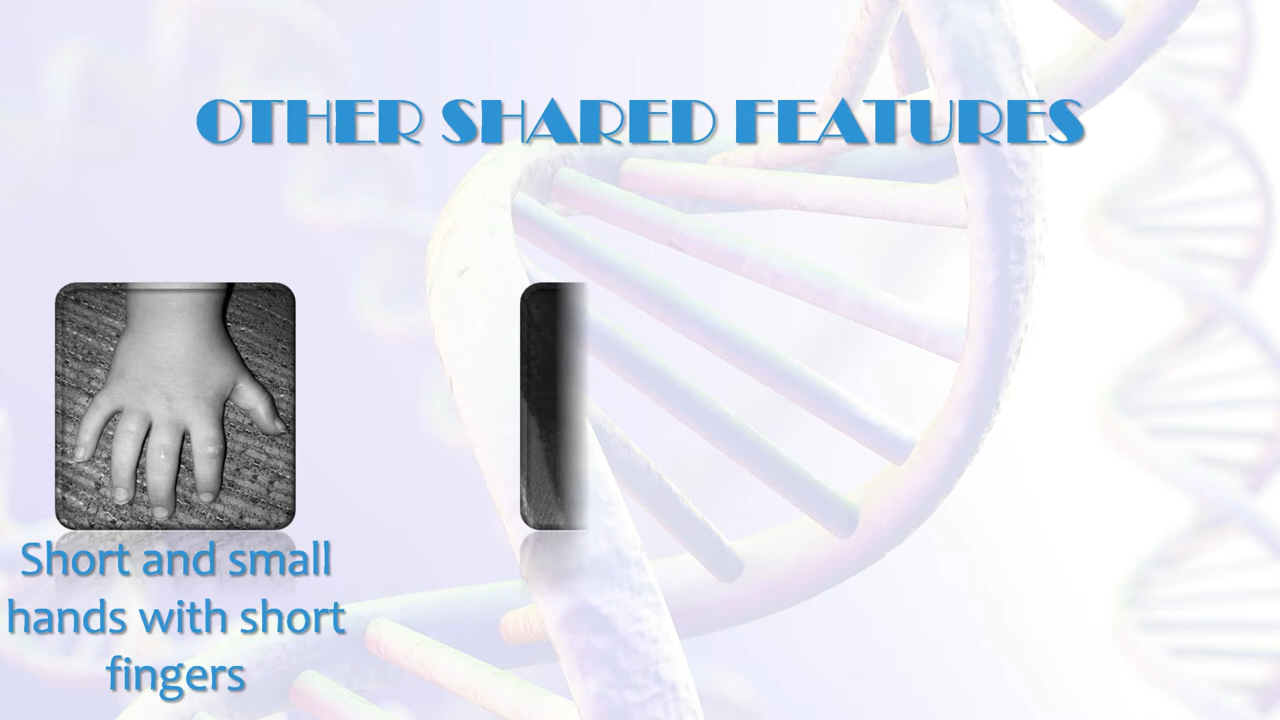 OTHER SHARED FEATURES
Short and small
hands with short
fingers